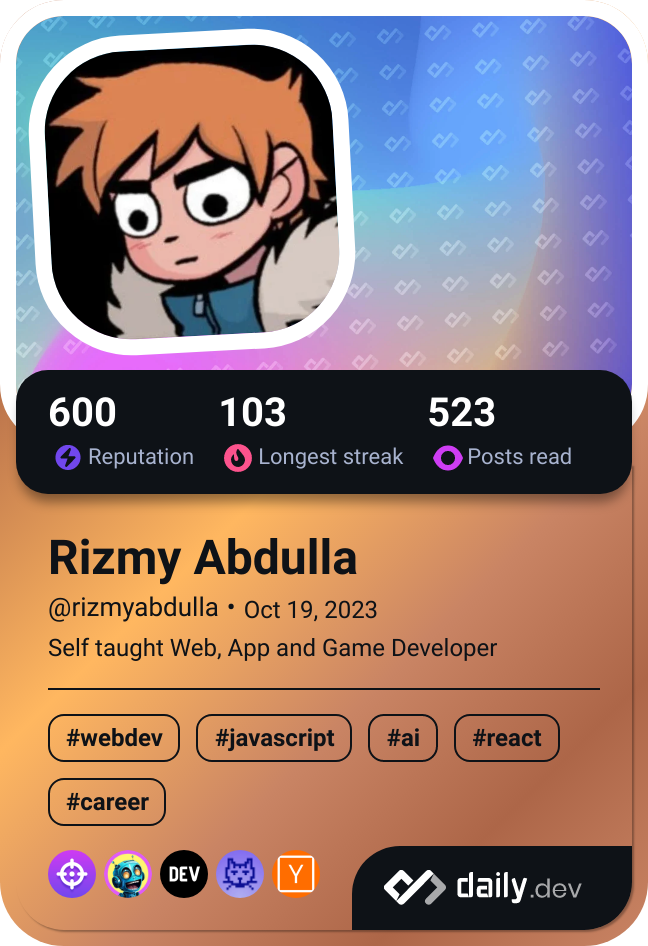 600 103 523
Reputation Longest streak Posts read
Rizmy Abdulla
@rizmyabdulla • Oct 19, 2023
Self taught Web, App and Game Developer
#webdev #javascript #ai #react
#career
DEV Y daily.dev